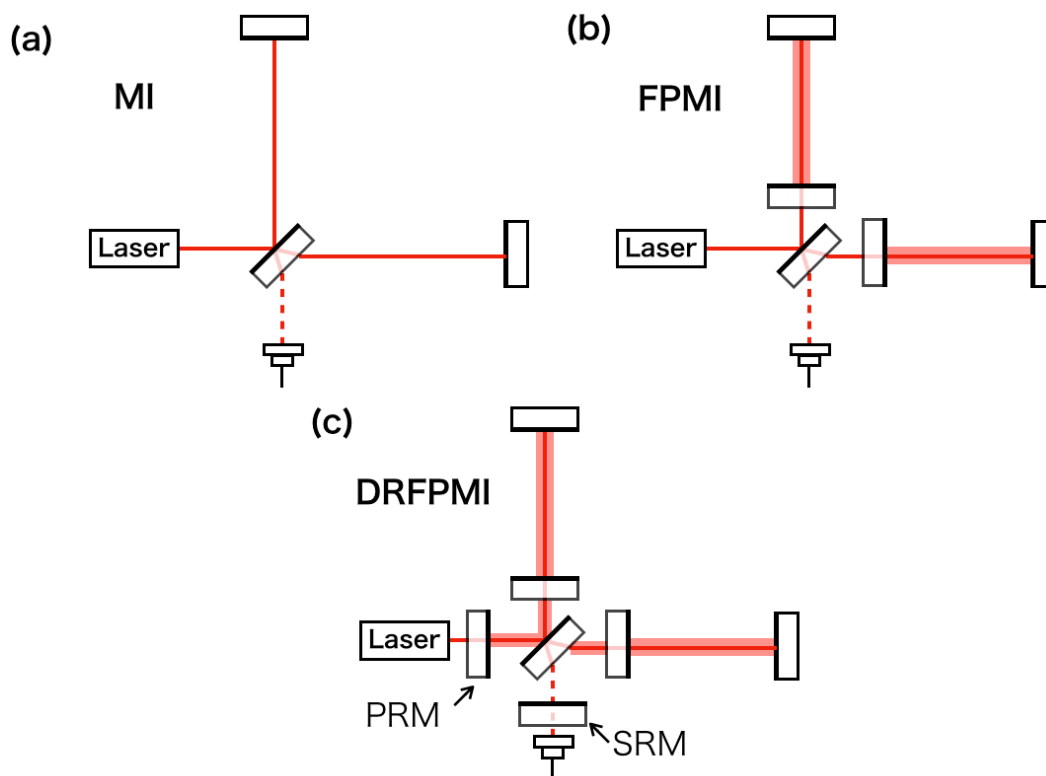 (a)
MI
Laser
(b)
FPMI
Laser
(c)
DRFPMI
Laser
PRM
SRM